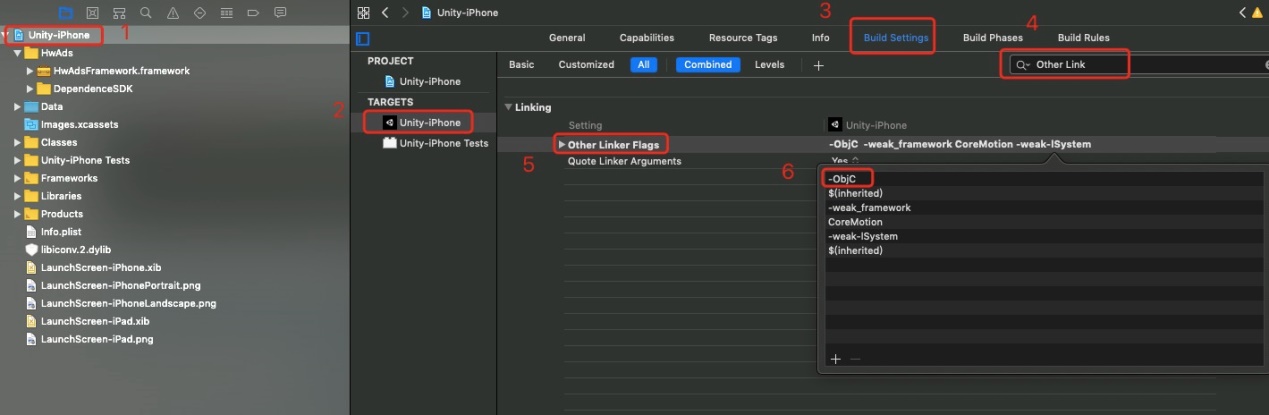 Unity-iPhone
1
HwAds
HwAdsFramework.framework
DependenceSDK
Data
Images.xcassets
Classes
Unity-iPhone Tests
Frameworks
Libraries
Products
Info.plist
libiconv.2.dylib
LaunchScreen-iPhone.xib
LaunchScreen-iPhonePortrait.png
LaunchScreen-iPhoneLandscape.png
LaunchScreen-iPad.xib
LaunchScreen-iPad.png
Unity-iPhone
3
4
General Capabilities Resource Tags Info Build Settings Build Phases Build Rules
PROJECT
Unity-iPhone
2
TARGETS
Unity-iPhone
Unity-iPhone Tests
Basic Customized All Combined Levels +
Other Link
Linking
Setting Unity-iPhone
Other Linker Flags -ObjC -weak_framework CoreMotion -weak-lSystem
5
Quote Linker Arguments Yes
6
-ObjC
$(inherited)
-weak_framework
CoreMotion
-weak-lSystem
$(inherited)
+ —